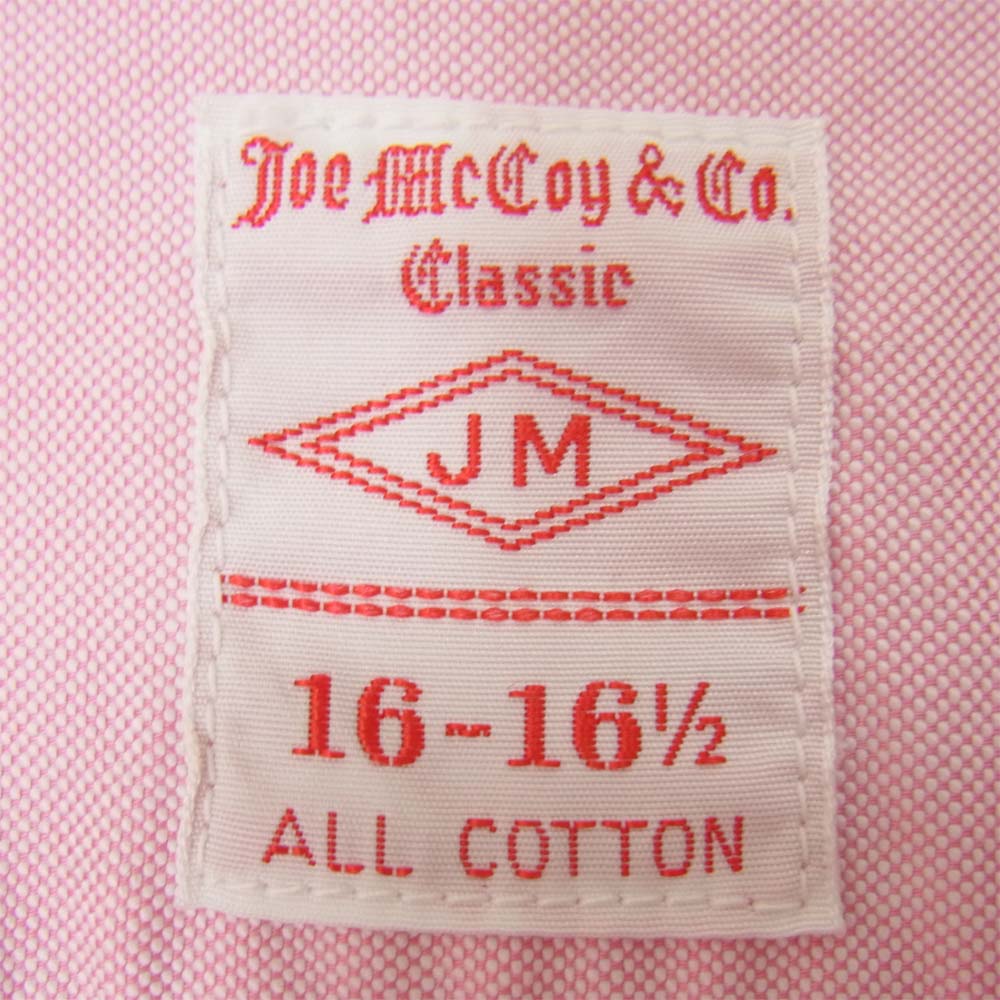 Joe McCoy & Co.
Classic
JM
16-16½
ALL COTTON